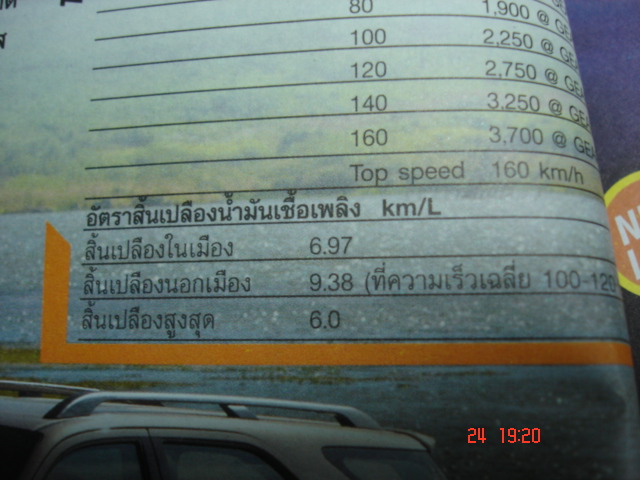 80 1,900 @ GE
100 2,250 @ GE
120 2,750 @ GEA
140 3,250 @ GEA
160 3,700 @ GEA
Top speed 160 km/h
อัตราสิ้นเปลืองน้ำมันเชื้อเพลิง km/L
สิ้นเปลืองในเมือง 6.97
สิ้นเปลืองนอกเมือง 9.38 (ที่ความเร็วเฉลี่ย 100-120
สิ้นเปลืองสูงสุด 6.0
24 19:20